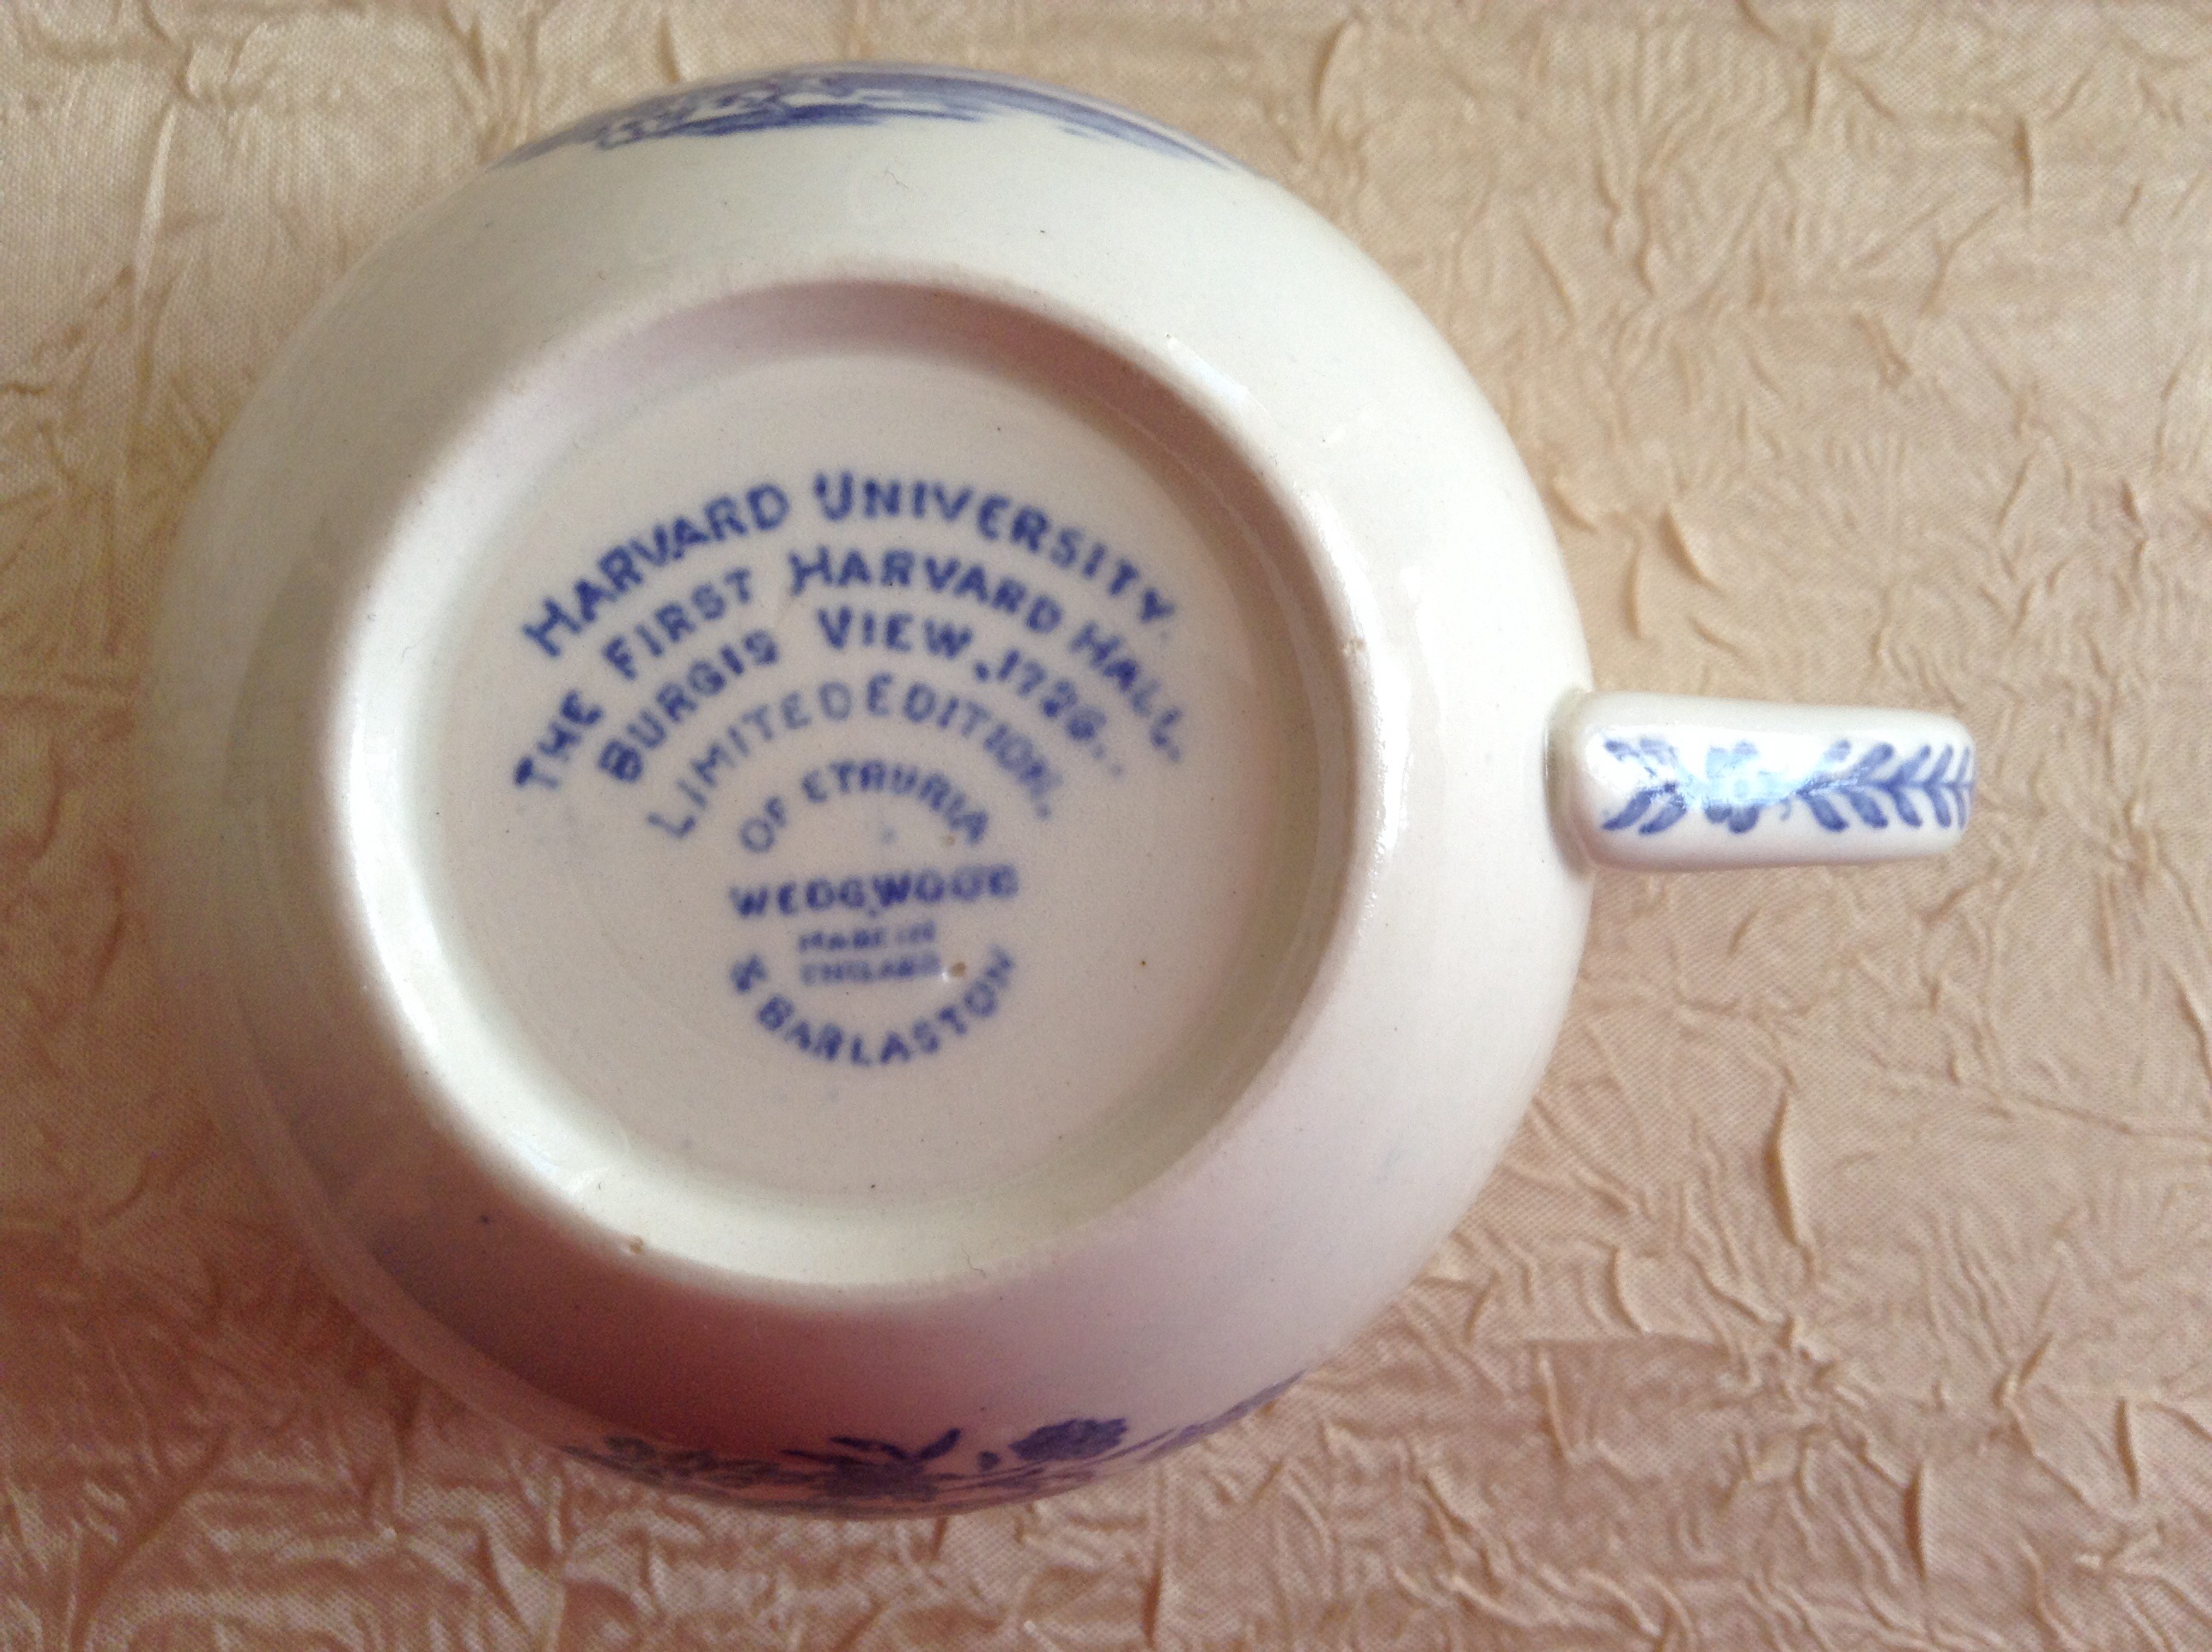 HARVARD UNIVERSITY.
THE FIRST HARVARD HALL.
BURGIS VIEW, 1726.
LIMITED EDITION.
OF ETRURIA
WEDGWOOD
MADE IN
ENGLAND
& BARLASTON